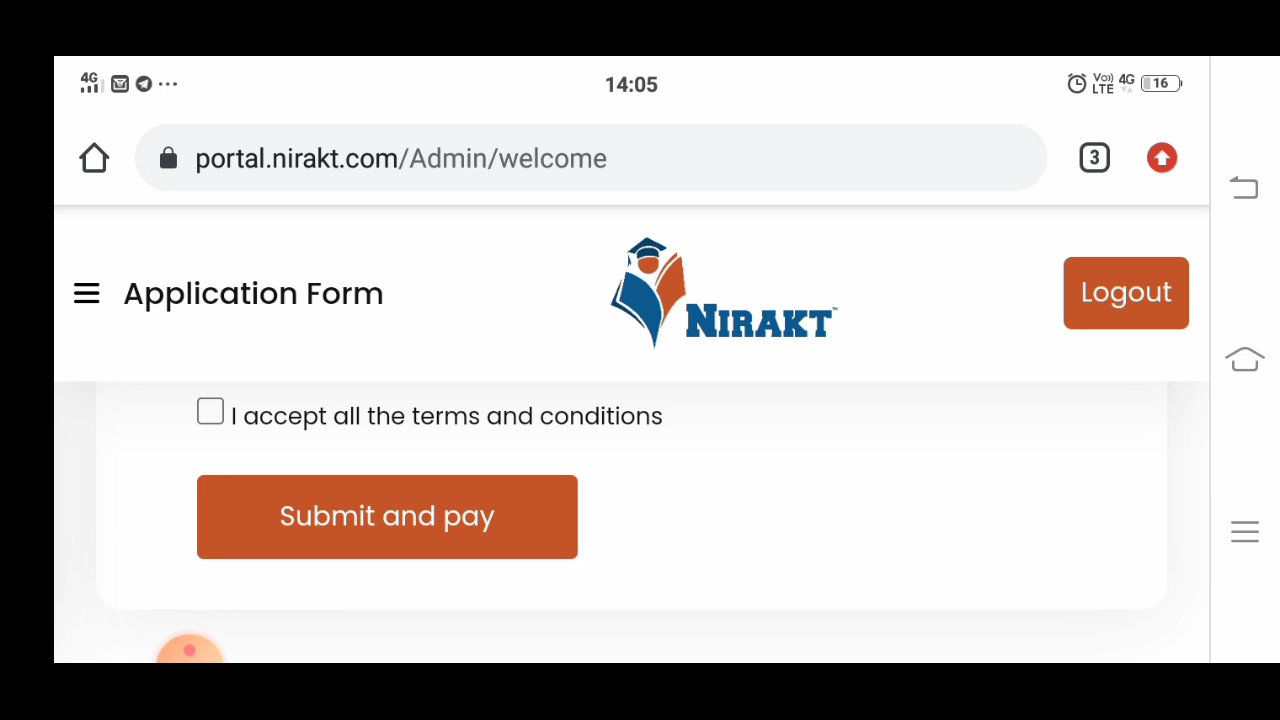 4G
14:05
Vo) 4G
LTE
16
portal.nirakt.com/Admin/welcome
3
Application Form
NIRAKT™
Logout
I accept all the terms and conditions
Submit and pay